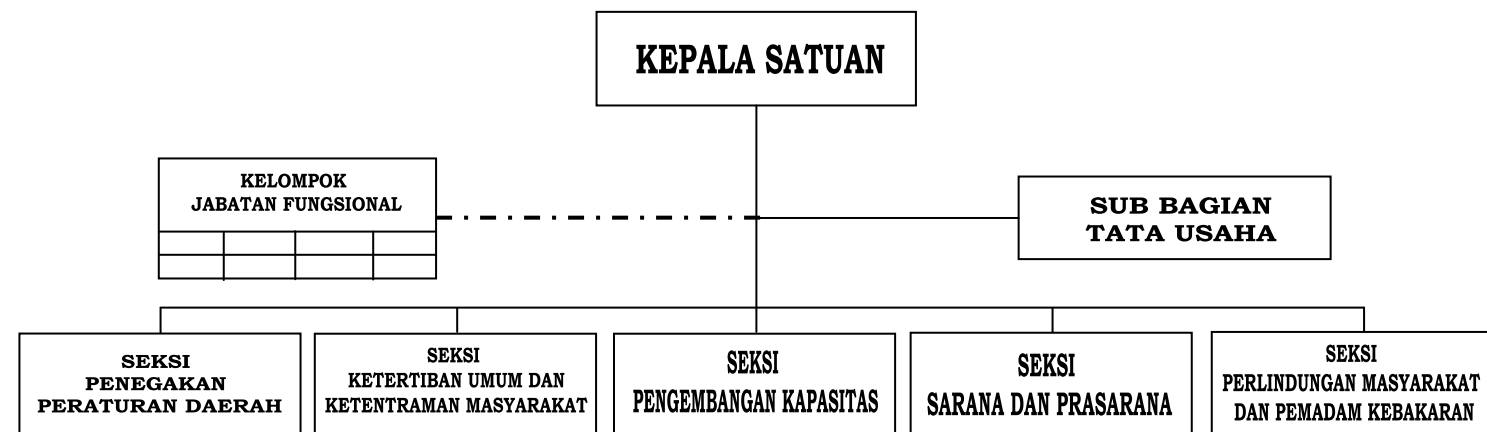 KEPALA SATUAN
KELOMPOK
JABATAN FUNGSIONAL
SUB BAGIAN
TATA USAHA
SEKSI
PENEGAKAN
PERATURAN DAERAH
SEKSI
KETERTIBAN UMUM DAN
KETENTRAMAN MASYARAKAT
SEKSI
PENGEMBANGAN KAPASITAS
SEKSI
SARANA DAN PRASARANA
SEKSI
PERLINDUNGAN MASYARAKAT
DAN PEMADAM KEBAKARAN